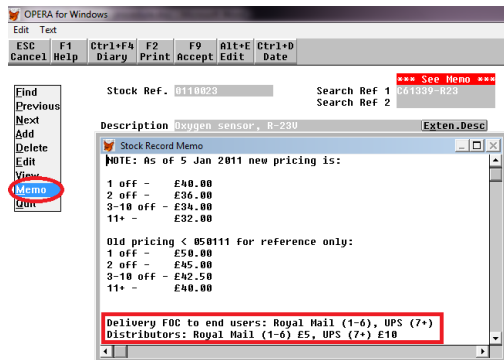 OPERA for Windows
Edit Text
ESC F1 Ctrl+F4 F2 F9 Alt+E Ctrl+D
Cancel Help Diary Print Accept Edit Date
*** See Memo ***
Stock Ref. 0110023 Search Ref 1 C61339-R23
Search Ref 2
Description Oxygen sensor, R-23V Exten.Desc
Find
Previous
Next
Add
Delete
Edit
View
Memo
Quit
Stock Record Memo
NOTE: As of 5 Jan 2011 new pricing is:
1 off - £40.00
2 off - £36.00
3-10 off - £34.00
11+ - £32.00
Old pricing < 050111 for reference only:
1 off - £50.00
2 off - £45.00
3-10 off - £42.50
11+ - £40.00
Delivery FOC to end users: Royal Mail (1-6), UPS (7+)
Distributors: Royal Mail (1-6) £5, UPS (7+) £10